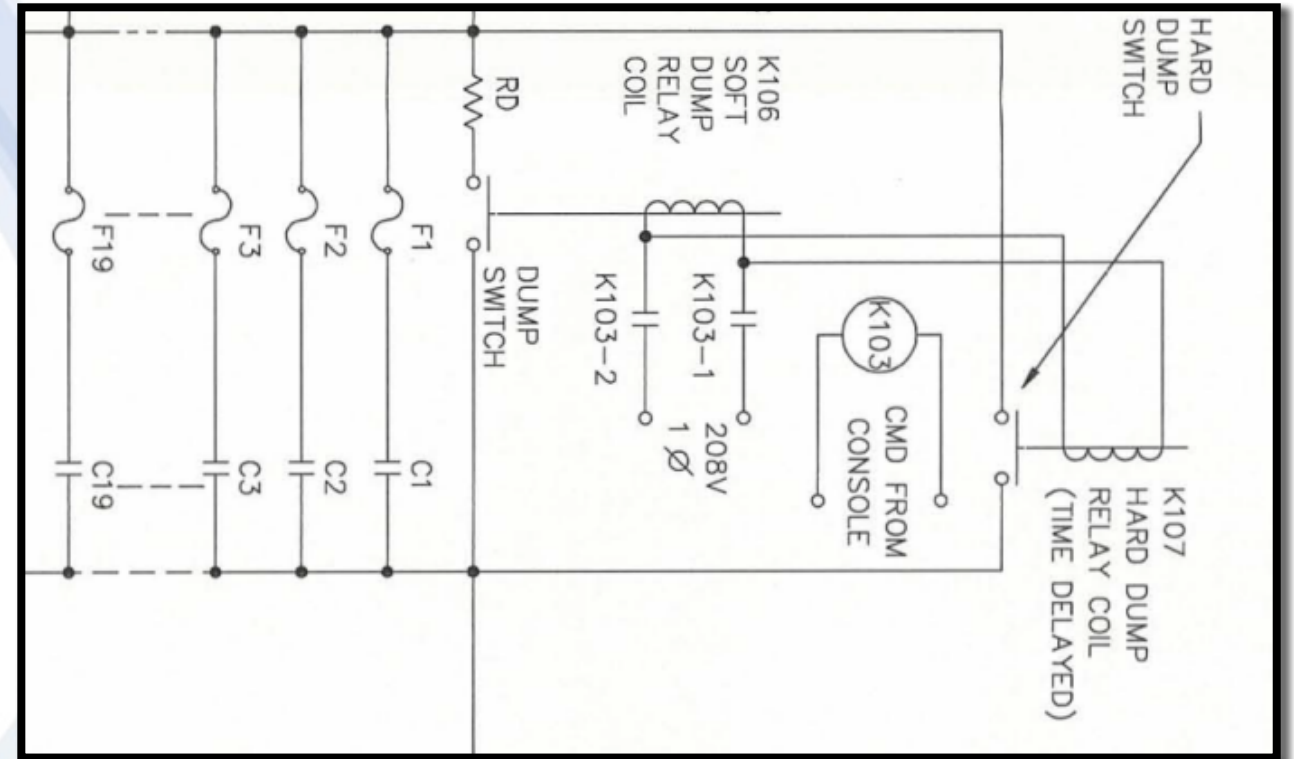 HARD
DUMP
SWITCH
K106
SOFT
DUMP
RELAY
COIL
K107
HARD DUMP
RELAY COIL
(TIME DELAYED)
K103
CMD FROM
CONSOLE
208V
1 Ø
K103-1
K103-2
RD
DUMP
SWITCH
F1
F2
F3
F19
C1
C2
C3
C19